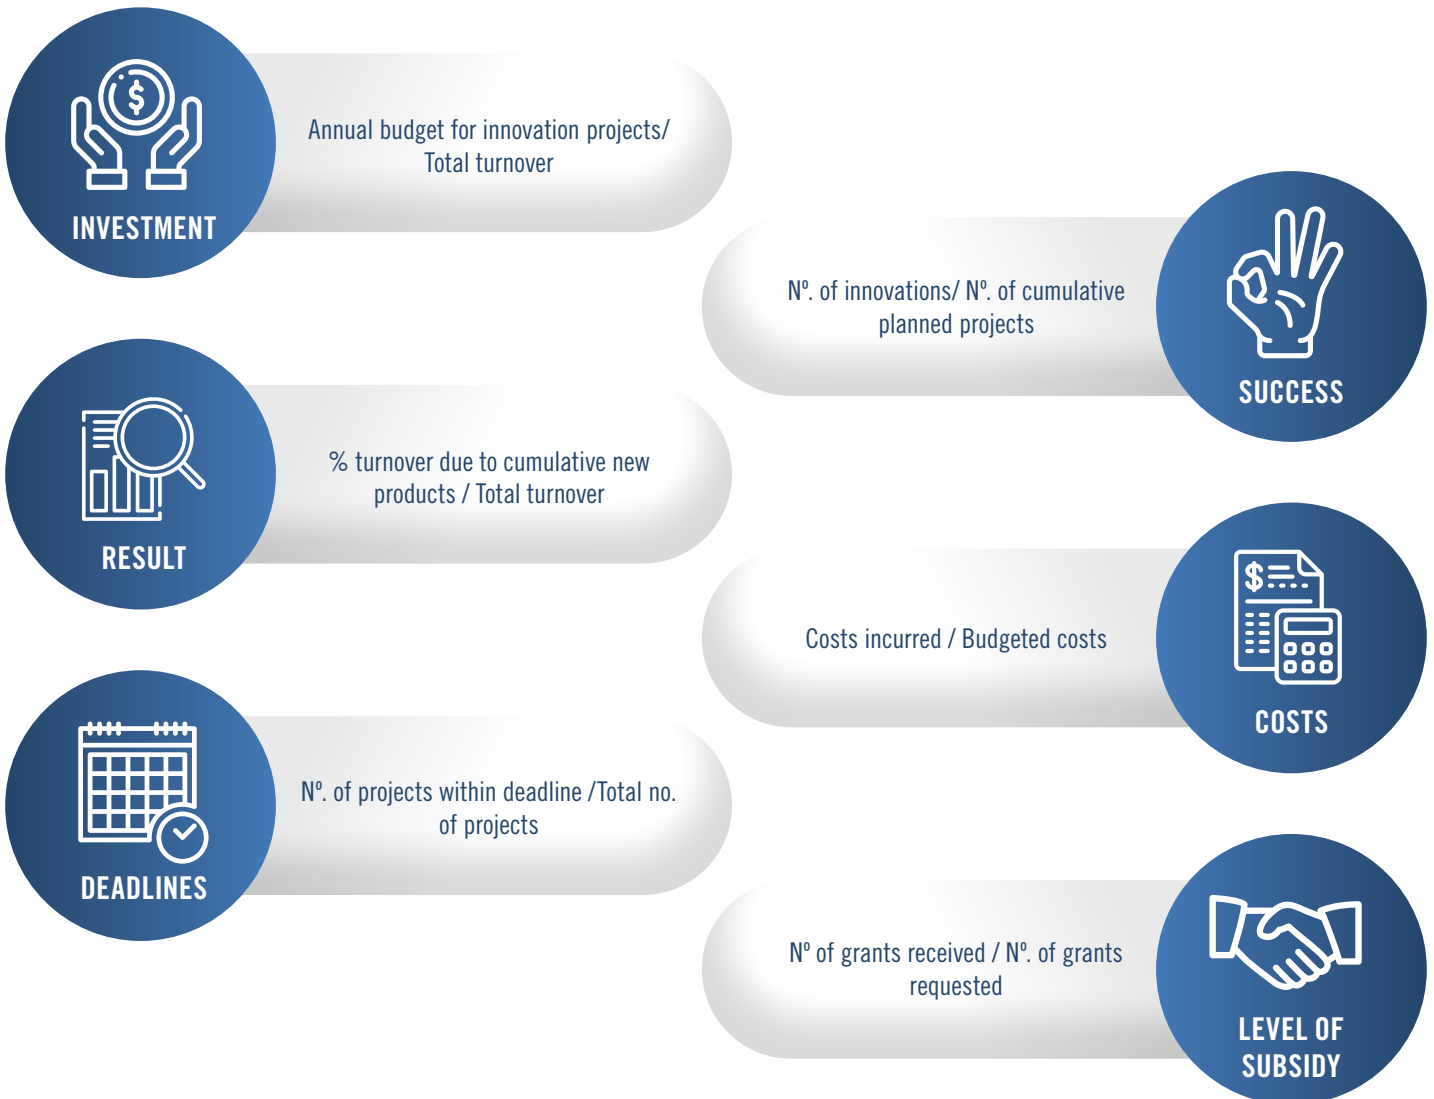 Annual budget for innovation projects/
Total turnover
INVESTMENT
Nº. of innovations/ Nº. of cumulative
planned projects
SUCCESS
% turnover due to cumulative new
products / Total turnover
RESULT
Costs incurred / Budgeted costs
COSTS
Nº. of projects within deadline /Total no.
of projects
DEADLINES
Nº of grants received / Nº. of grants
requested
LEVEL OF
SUBSIDY